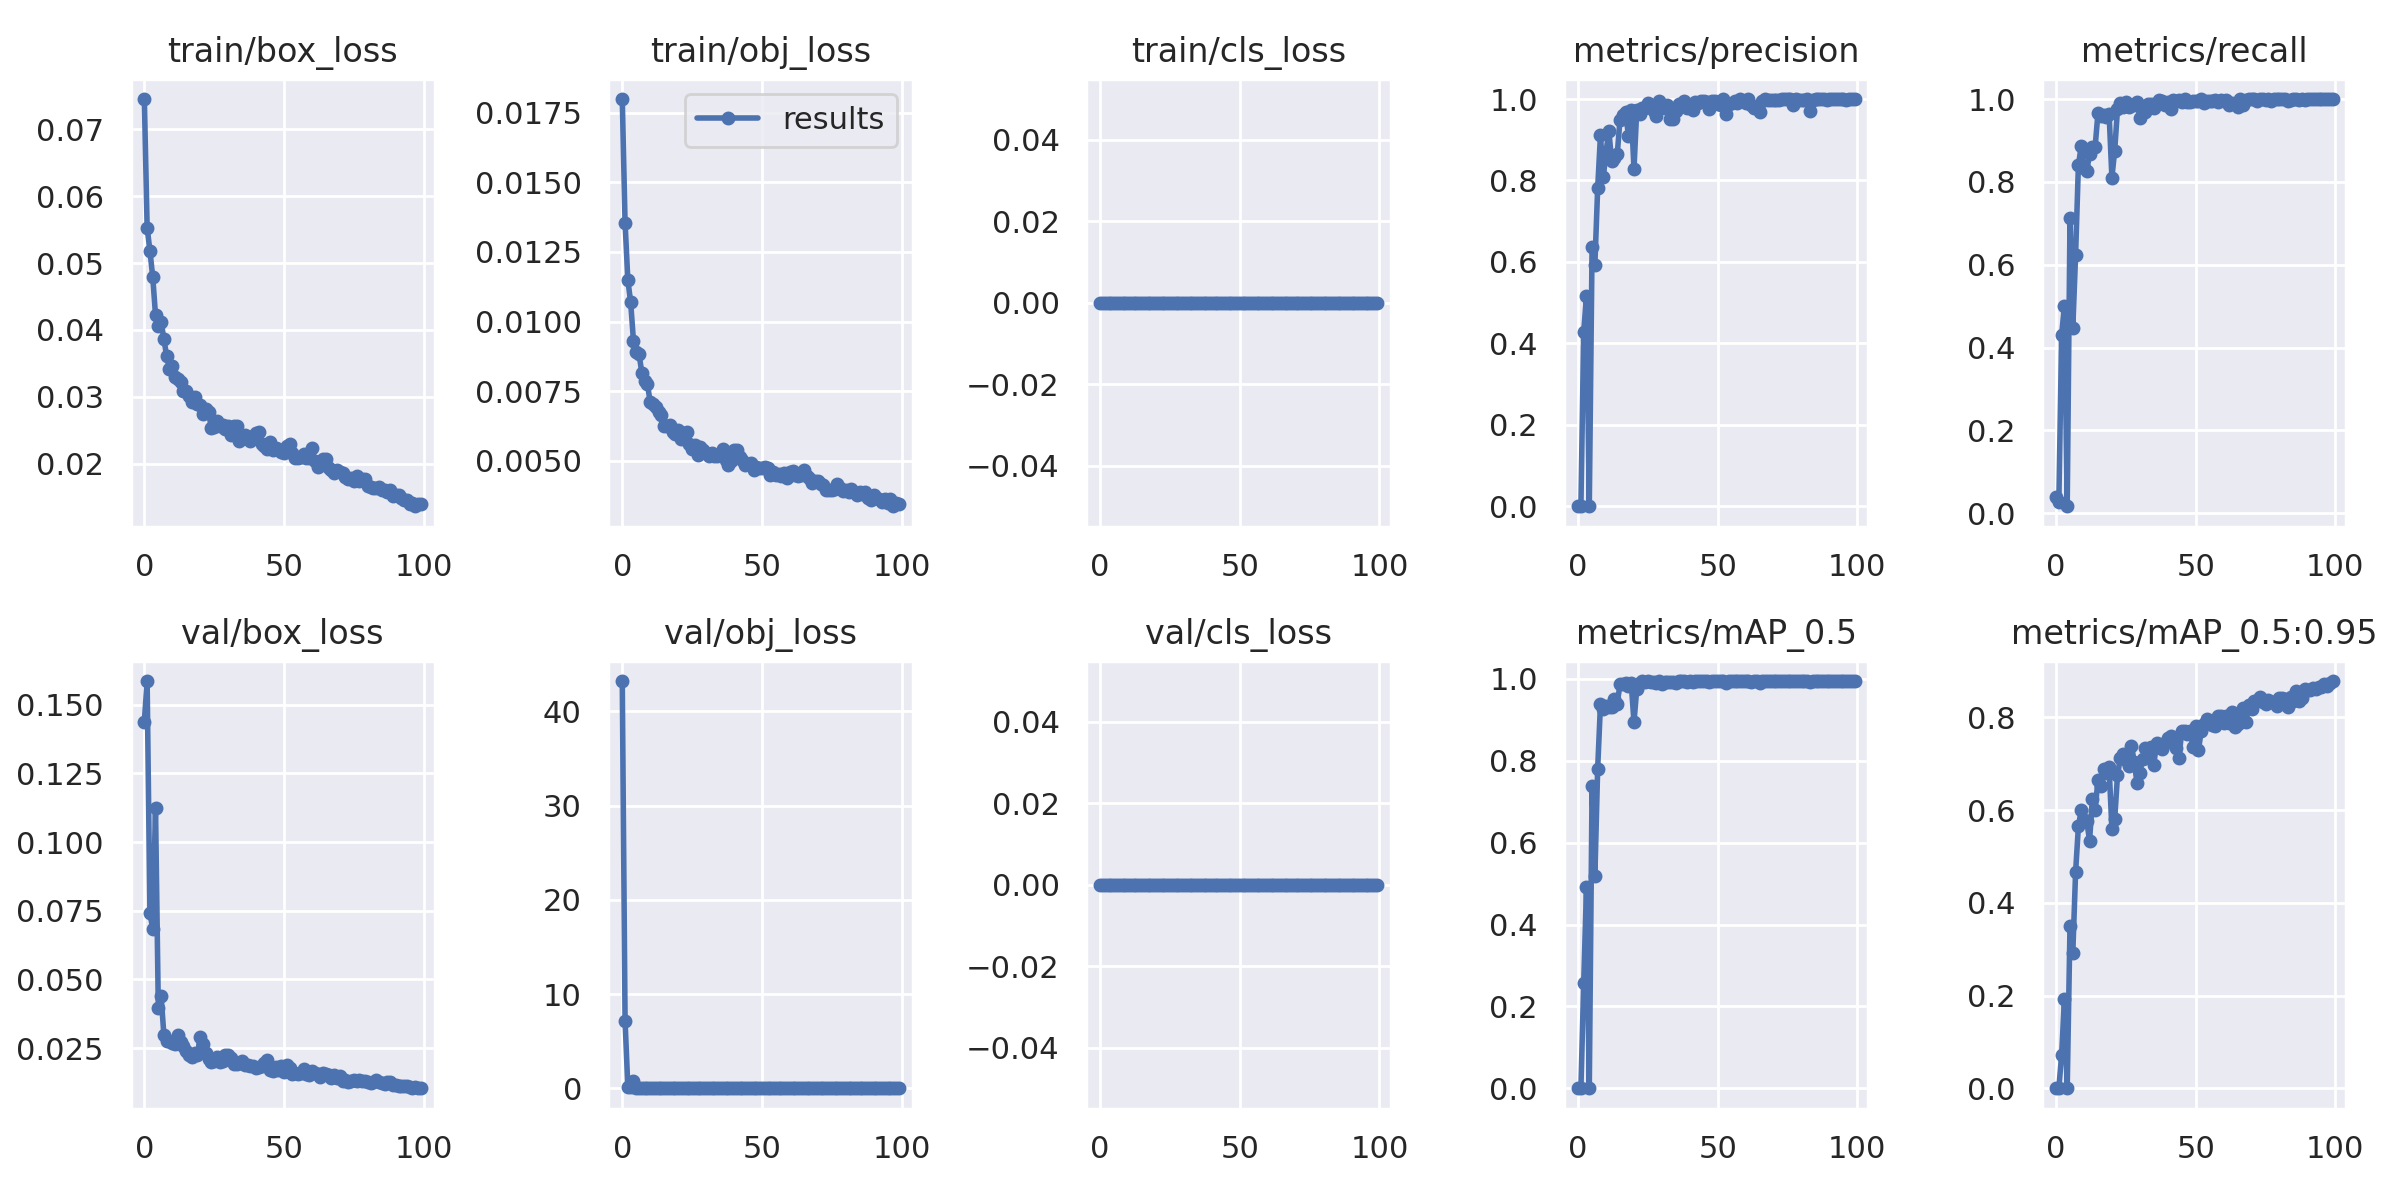 train/box_loss
0.07
0.06
0.05
0.04
0.03
0.02
0 50 100
train/obj_loss
results
0.0175
0.0150
0.0125
0.0100
0.0075
0.0050
0 50 100
train/cls_loss
0.04
0.02
0.00
−0.02
−0.04
0 50 100
metrics/precision
1.0
0.8
0.6
0.4
0.2
0.0
0 50 100
metrics/recall
1.0
0.8
0.6
0.4
0.2
0.0
0 50 100
val/box_loss
0.150
0.125
0.100
0.075
0.050
0.025
0 50 100
val/obj_loss
40
30
20
10
0
0 50 100
val/cls_loss
0.04
0.02
0.00
−0.02
−0.04
0 50 100
metrics/mAP_0.5
1.0
0.8
0.6
0.4
0.2
0.0
0 50 100
metrics/mAP_0.5:0.95
0.8
0.6
0.4
0.2
0.0
0 50 100